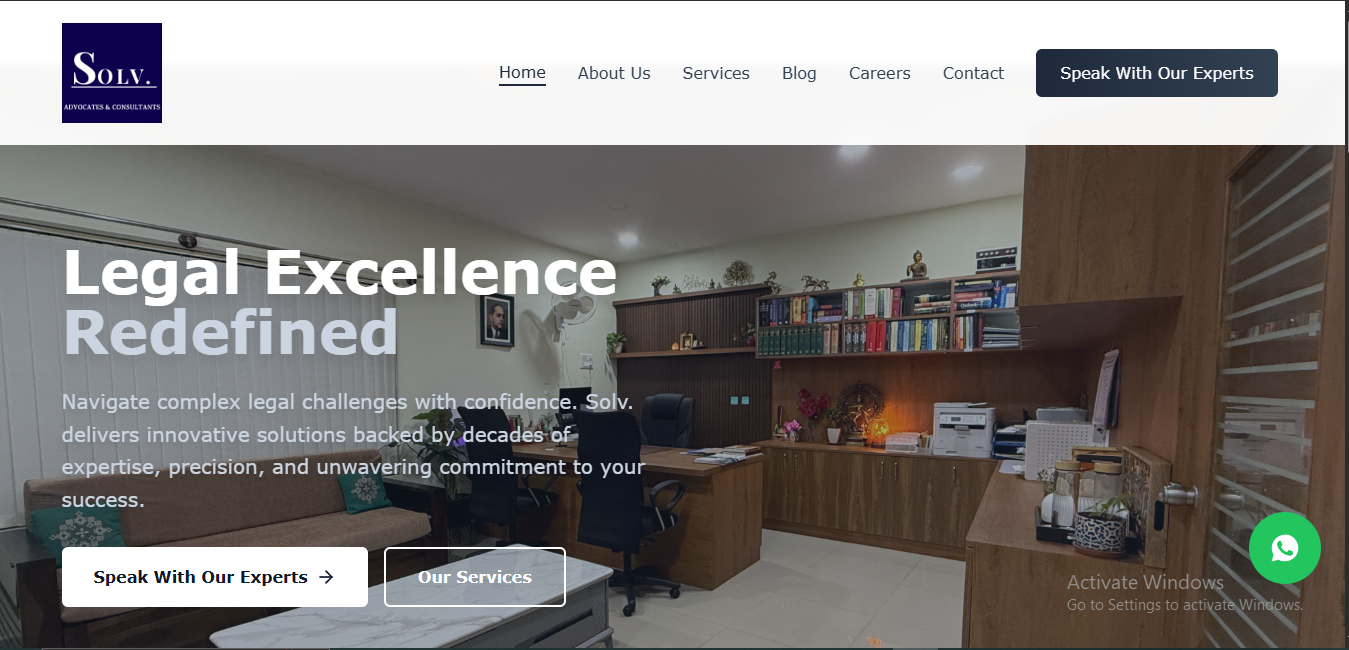 SOLV.
ADVOCATES & CONSULTANTS
Home About Us Services Blog Careers Contact Speak With Our Experts
Legal Excellence
Redefined
Navigate complex legal challenges with confidence. Solv.
delivers innovative solutions backed by decades of
expertise, precision, and unwavering commitment to your
success.
Speak With Our Experts → Our Services
Activate Windows
Go to Settings to activate Windows.